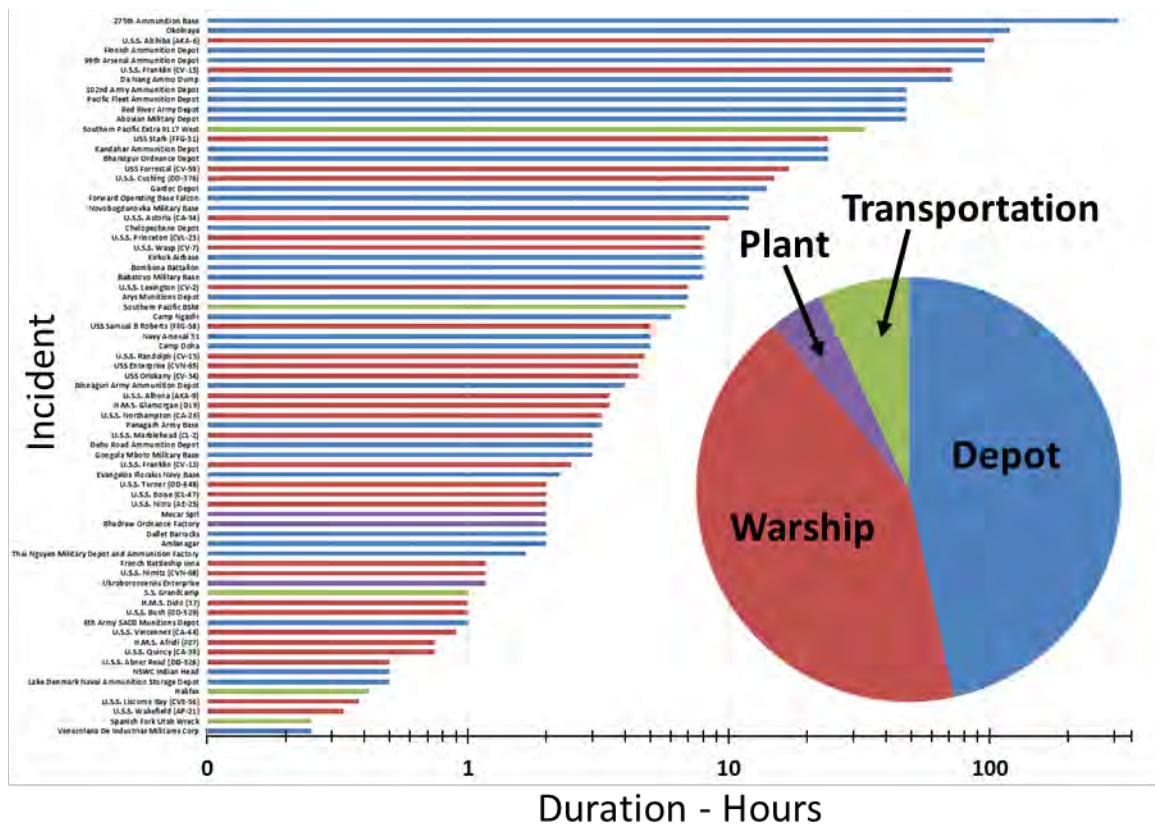 275th Ammunition Base
Okolnaya
U.S.S. Alchiba (AKA-6)
Finnish Ammunition Depot
99th Arsenal Ammunition Depot
U.S.S. Franklin (CV-13)
Da Nang Ammo Dump
102nd Army Ammunition Depot
Pacific Fleet Ammunition Depot
Red River Army Depot
Abosian Military Depot
Southern Pacific Extra 9117 West
USS Stark (FFG-31)
Kandahar Ammunition Depot
Bharatpur Ordnance Depot
USS Forrestal (CV-59)
U.S.S. Cushing (DD-376)
Gardec Depot
Forward Operating Base Falcon
Novobogdanovka Military Base
U.S.S. Astoria (CA-34)
Chelopechene Depot
U.S.S. Princeton (CVL-23)
U.S.S. Wasp (CV-7)
Kirkuk Airbase
Bombona Battalion
Babstovo Military Base
U.S.S. Lexington (CV-2)
Arys Munitions Depot
Southern Pacific BSM
Camp Ngashi
USS Samual B Roberts (FFG-58)
Navy Arsenal 31
Camp Doha
U.S.S. Randolph (CV-15)
USS Enterprise (CVN-65)
USS Oriskany (CV-34)
Army Ammunition Depot
U.S.S. Alhena (AKA-9)
H.M.S. Glamorgan (D19)
U.S.S. Northampton (CA-26)
Panagarh Army Base
U.S.S. Marblehead (CL-2)
Dehu Road Ammunition Depot
Gongola Mboto Military Base
U.S.S. Franklin (CV-13)
Evangelos Florakis Navy Base
U.S.S. Turner (DD-648)
U.S.S. Boise (CL-47)
U.S.S. Nitro (AE-23)
Mecar Sprl
Bhadraw Ordnance Factory
Dallet Barracks
Amlanagar
Thai Nguyen Military Depot and Ammunition Factory
French Battleship Iena
U.S.S. Nimitz (CVN-68)
Ukroboronservis Enterprise
S.S. Grandcamp
H.M.S. Dido (37)
U.S.S. Bush (DD-529)
6th Army SADD Munitions Depot
U.S.S. Vincennes (CA-44)
H.M.S. Afridi (F07)
U.S.S. Quincy (CA-39)
U.S.S. Abner Read (DD-526)
NSWC Indian Head
Lake Denmark Naval Ammunition Storage Depot
Halifax
U.S.S. Liscome Bay (CVE-56)
U.S.S. Wakefield (AP-21)
Spanish Fork Utah Wreck
Venezolana De Industrias Militares Corp
Incident
Transportation
Plant
Depot
Warship
0 1 10 100
Duration - Hours